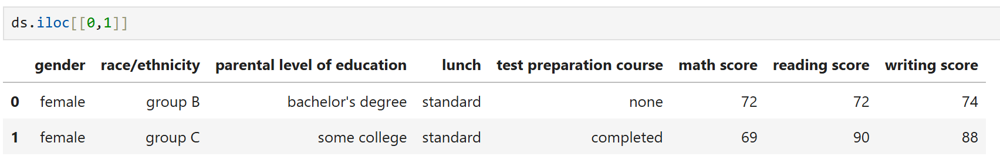 ds.iloc[[0,1]]
gender race/ethnicity parental level of education lunch test preparation course math score reading score writing score
0 female group B bachelor's degree standard none 72 72 74
1 female group C some college standard completed 69 90 88